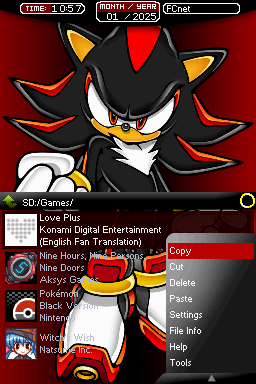 TIME: 10:57
MONTH / YEAR
01 / 2025
FCnet
SD:/Games/
Love Plus
Konami Digital Entertainment
(English Fan Translation)
Nine Hours, Nine Persons,
Nine Doors
Aksys Games
Pokémon
Black Version
Nintendo
Witch's Wish
Natsume Inc.
Copy
Cut
Delete
Paste
Settings
File Info
Help
Tools